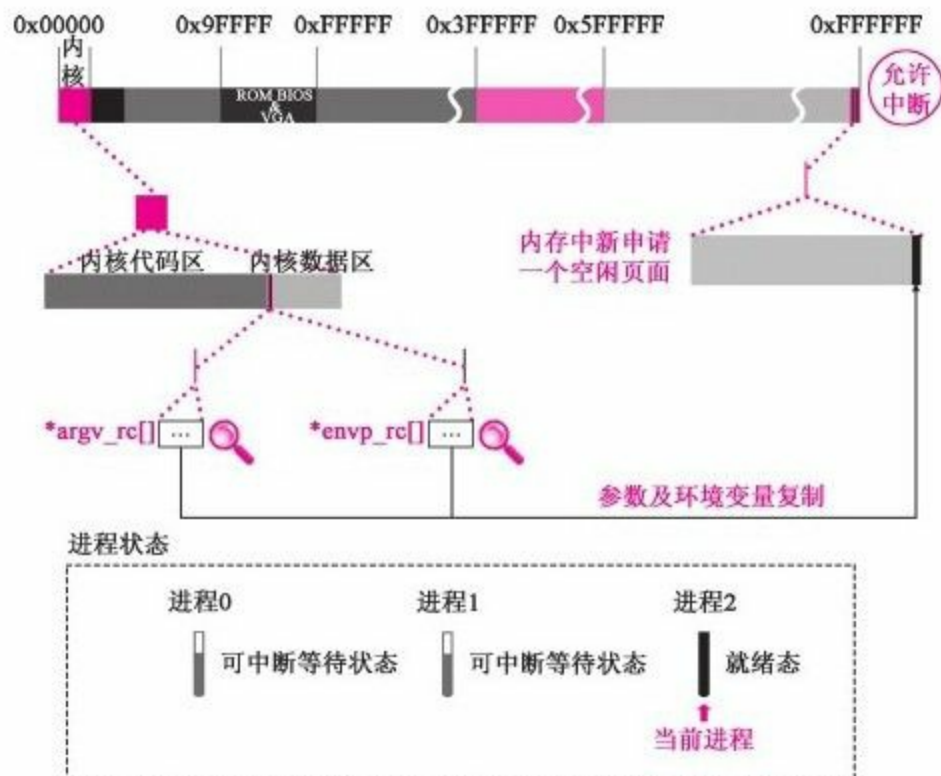 0x00000 0x9FFFF 0xFFFFF 0x3FFFFF 0x5FFFFF 0xFFFFFF
内
核
ROM BIOS
&
VGA
允许
中断
内核代码区 内核数据区
内存中新申请
一个空闲页面
*argv_rc[] ... *envp_rc[] ...
参数及环境变量复制
进程状态
进程0 进程1 进程2
可中断等待状态 可中断等待状态 就绪态
当前进程